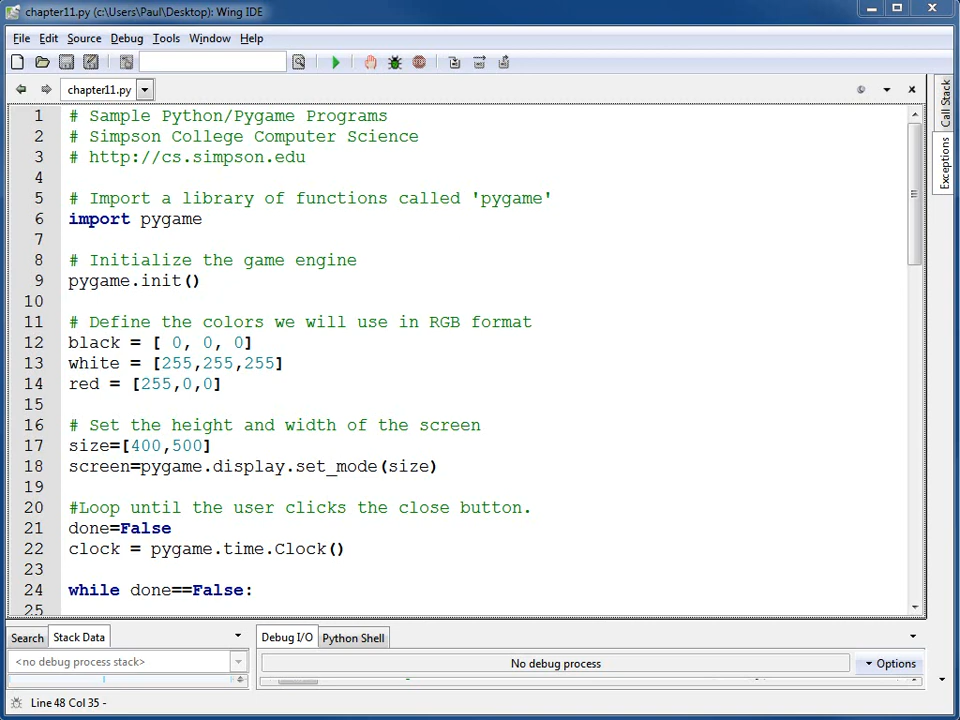 chapter11.py (c:\Users\Paul\Desktop): Wing IDE
File Edit Source Debug Tools Window Help
chapter11.py
1 # Sample Python/Pygame Programs
2 # Simpson College Computer Science
3 # http://cs.simpson.edu
4
5 # Import a library of functions called 'pygame'
6 import pygame
7
8 # Initialize the game engine
9 pygame.init()
10
11 # Define the colors we will use in RGB format
12 black = [ 0, 0, 0]
13 white = [255,255,255]
14 red = [255,0,0]
15
16 # Set the height and width of the screen
17 size=[400,500]
18 screen=pygame.display.set_mode(size)
19
20 #Loop until the user clicks the close button.
21 done=False
22 clock = pygame.time.Clock()
23
24 while done==False:
25
Call Stack
Exceptions
Search Stack Data
<no debug process stack>
Debug I/O Python Shell
No debug process
Options
Line 48 Col 35 -